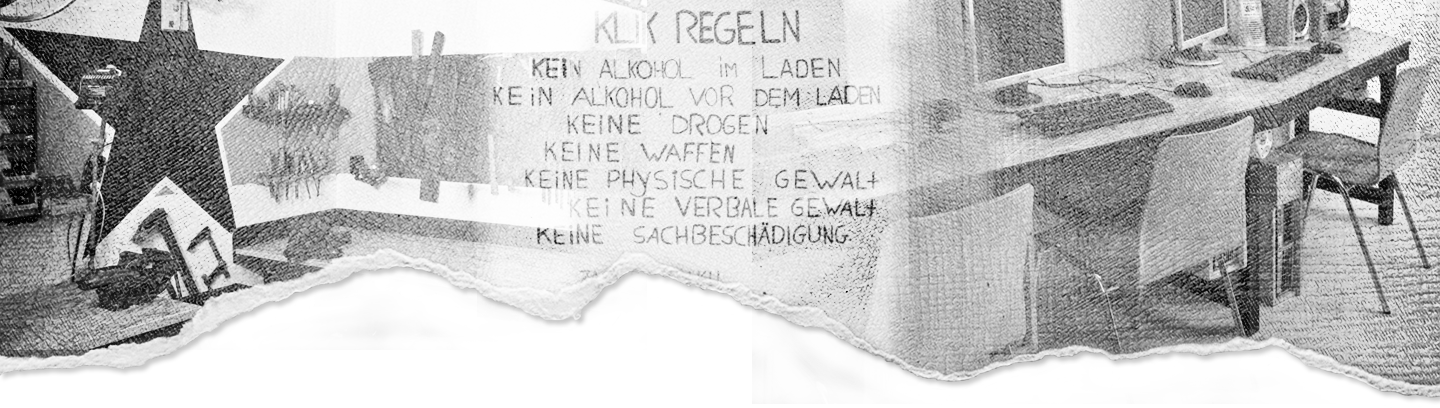 KLIK REGELN
KEIN ALKOHOL IM LADEN
KEIN ALKOHOL VOR DEM LADEN
KEINE DROGEN
KEINE WAFFEN
KEINE PHYSISCHE GEWALT
KEINE VERBALE GEWALT
KEINE SACHBESCHÄDIGUNG